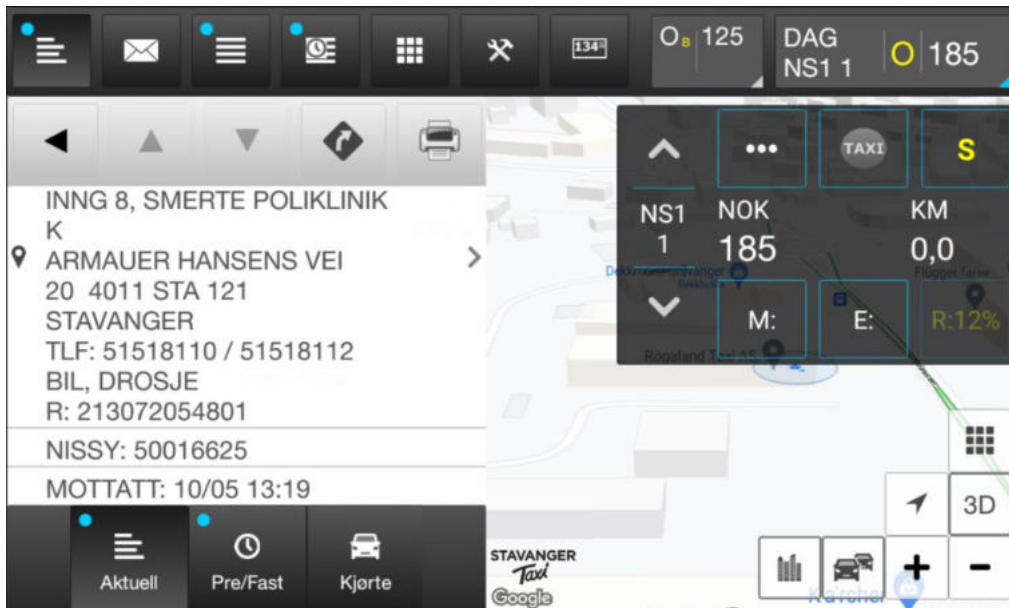 134
O B 125
DAG
NS1 1
O 185
INNG 8, SMERTE POLIKLINIK
K
ARMAUER HANSENS VEI
20 4011 STA 121
STAVANGER
TLF: 51518110 / 51518112
BIL, DROSJE
R: 213072054801
NISSY: 50016625
MOTTATT: 10/05 13:19
Aktuell
Pre/Fast
Kjørte
TAXI
S
NS1
1
NOK
185
KM
0,0
Flügger farve
M:
E:
R:12%
Rogaland Taxi AS
3D
STAVANGER
Taxi
Google
Kärcher